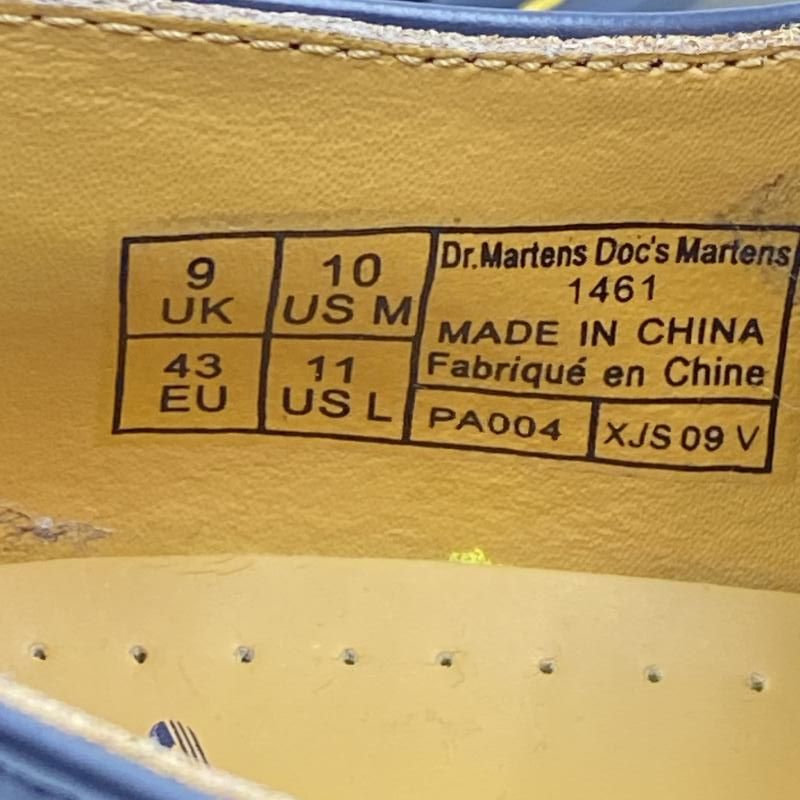 9
UK
10
US M
43
EU
11
US L
Dr.Martens Doc's Martens
1461
MADE IN CHINA
Fabriqué en Chine
PA004
XJS 09 V